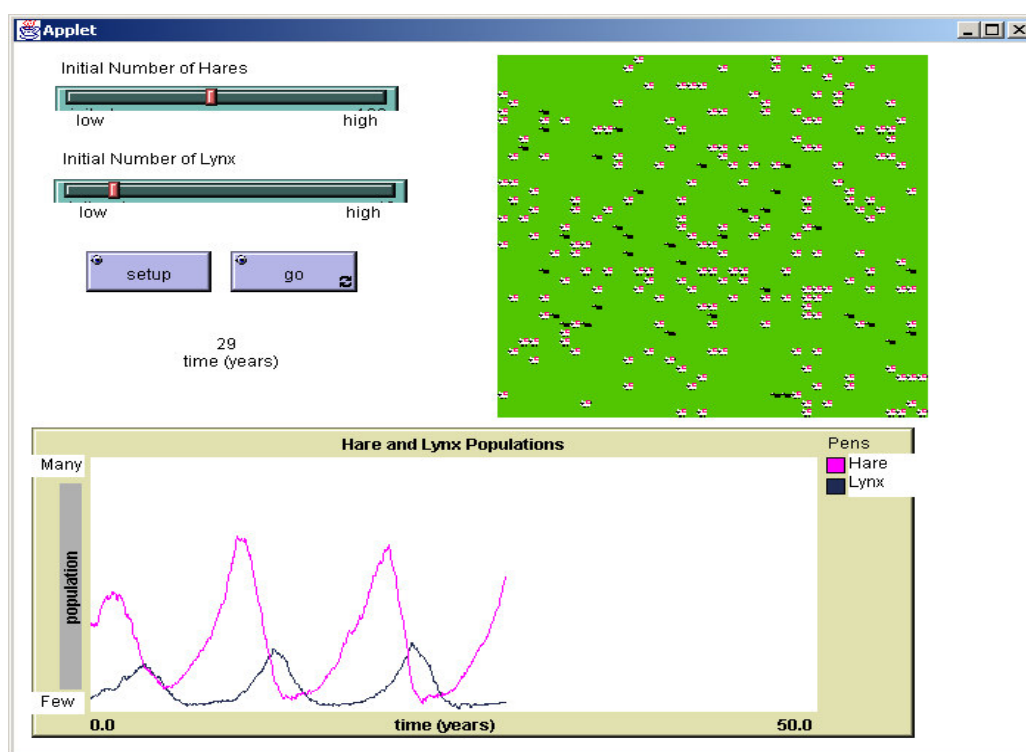 Applet
Initial Number of Hares
low high
Initial Number of Lynx
low high
setup go
29
time (years)
Hare and Lynx Populations
Pens
Many
Hare
Lynx
population
Few
0.0 time (years) 50.0